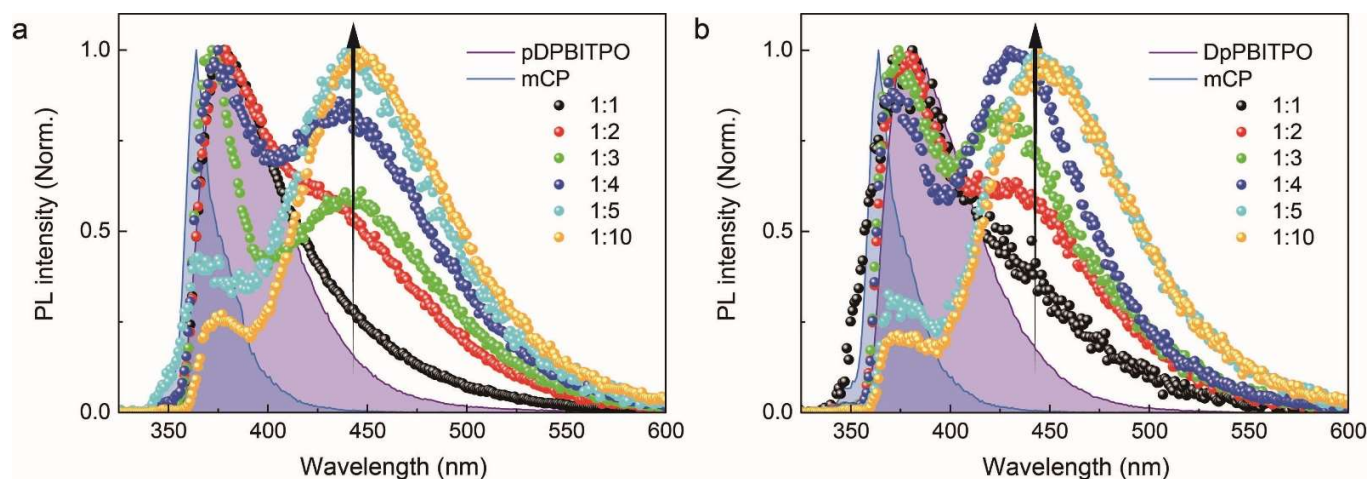 a
PL intensity (Norm.)
1.0
0.5
0.0
350 400 450 500 550 600
Wavelength (nm)
pDPBITPO
mCP
1:1
1:2
1:3
1:4
1:5
1:10
b
PL intensity (Norm.)
1.0
0.5
0.0
350 400 450 500 550 600
Wavelength (nm)
DpPBITPO
mCP
1:1
1:2
1:3
1:4
1:5
1:10